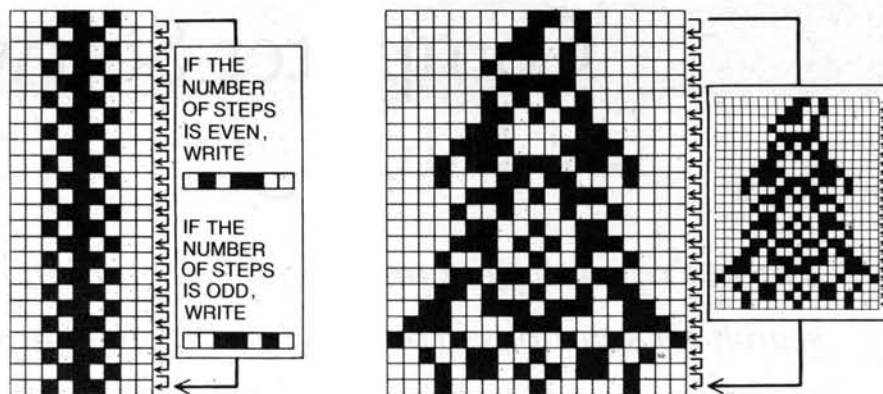 IF THE
NUMBER
OF STEPS
IS EVEN,
WRITE
IF THE
NUMBER
OF STEPS
IS ODD,
WRITE